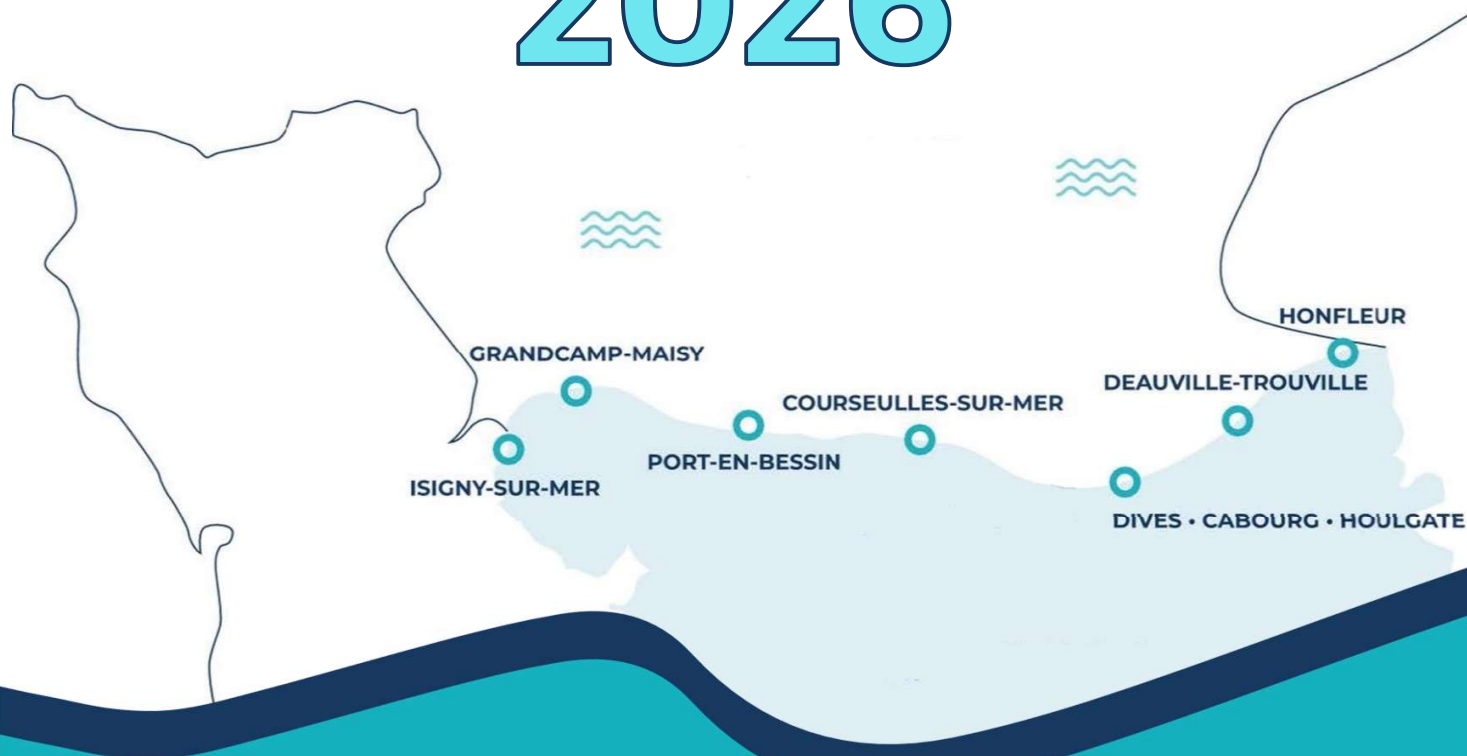 2026
HONFLEUR
GRANDCAMP-MAISY
DEAUVILLE-TROUVILLE
COURSEULLES-SUR-MER
PORT-EN-BESSIN
ISIGNY-SUR-MER
DIVES • CABOURG • HOULGATE